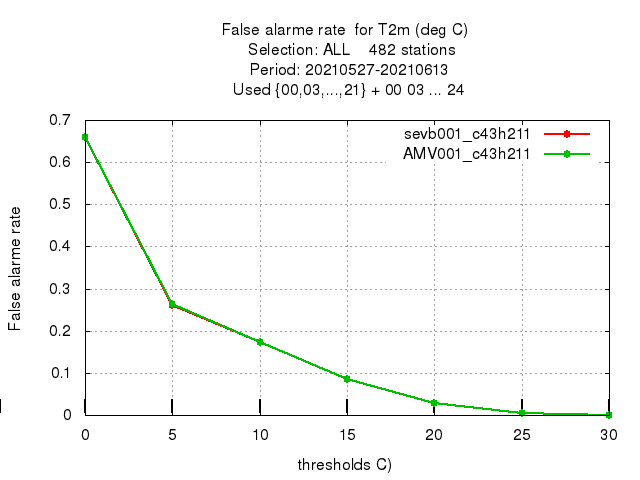 False alarme rate  for T2m (deg C)
Selection: ALL    482 stations
Period: 20210527-20210613
Used {00,03,...,21} + 00 03 ... 24
sevb001_c43h211
AMV001_c43h211
False alarme rate
0.7
0.6
0.5
0.4
0.3
0.2
0.1
0
0 5 10 15 20 25 30
thresholds C)